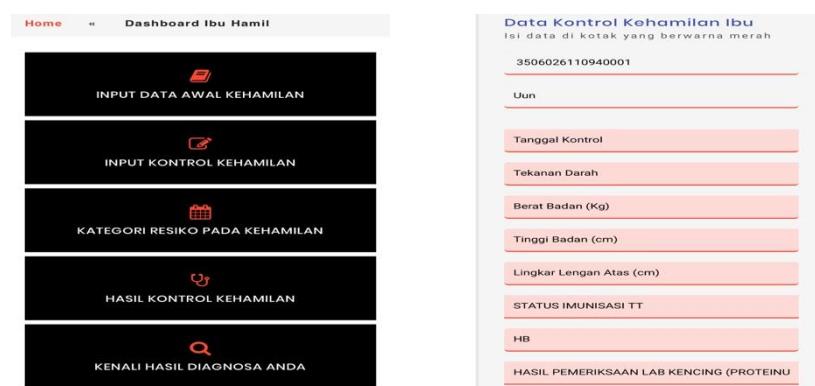 Home « Dashboard Ibu Hamil
INPUT DATA AWAL KEHAMILAN
INPUT KONTROL KEHAMILAN
KATEGORI RESIKO PADA KEHAMILAN
HASIL KONTROL KEHAMILAN
KENALI HASIL DIAGNOSA ANDA
Data Kontrol Kehamilan Ibu
Isi data di kotak yang berwarna merah
3506026110940001
Uun
Tanggal Kontrol
Tekanan Darah
Berat Badan (Kg)
Tinggi Badan (cm)
Lingkar Lengan Atas (cm)
STATUS IMUNISASI TT
HB
HASIL PEMERIKSAAN LAB KENCING (PROTEINU